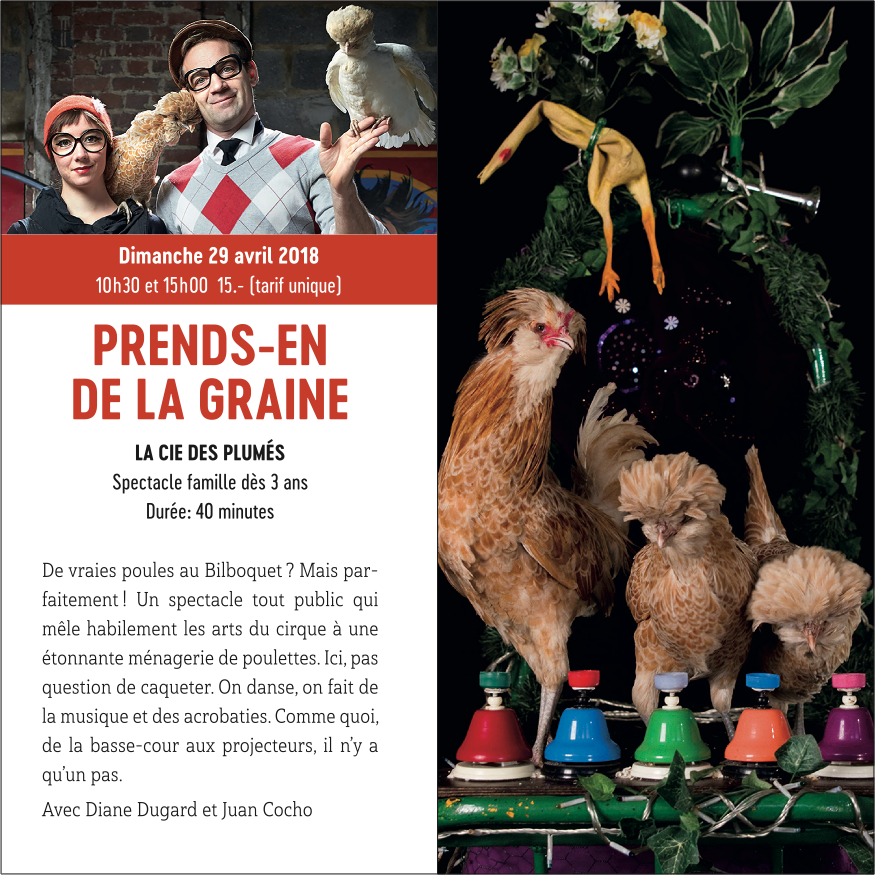 Dimanche 29 avril 2018
10h30 et 15h00  15.- (tarif unique)
PRENDS-EN
DE LA GRAINE
LA CIE DES PLUMÉS
Spectacle famille dès 3 ans
Durée: 40 minutes
De vraies poules au Bilboquet ? Mais par-
faitement ! Un spectacle tout public qui
mêle habilement les arts du cirque à une
étonnante ménagerie de poulettes. Ici, pas
question de caqueter. On danse, on fait de
la musique et des acrobaties. Comme quoi,
de la basse-cour aux projecteurs, il n'y a
qu'un pas.
Avec Diane Dugard et Juan Cocho